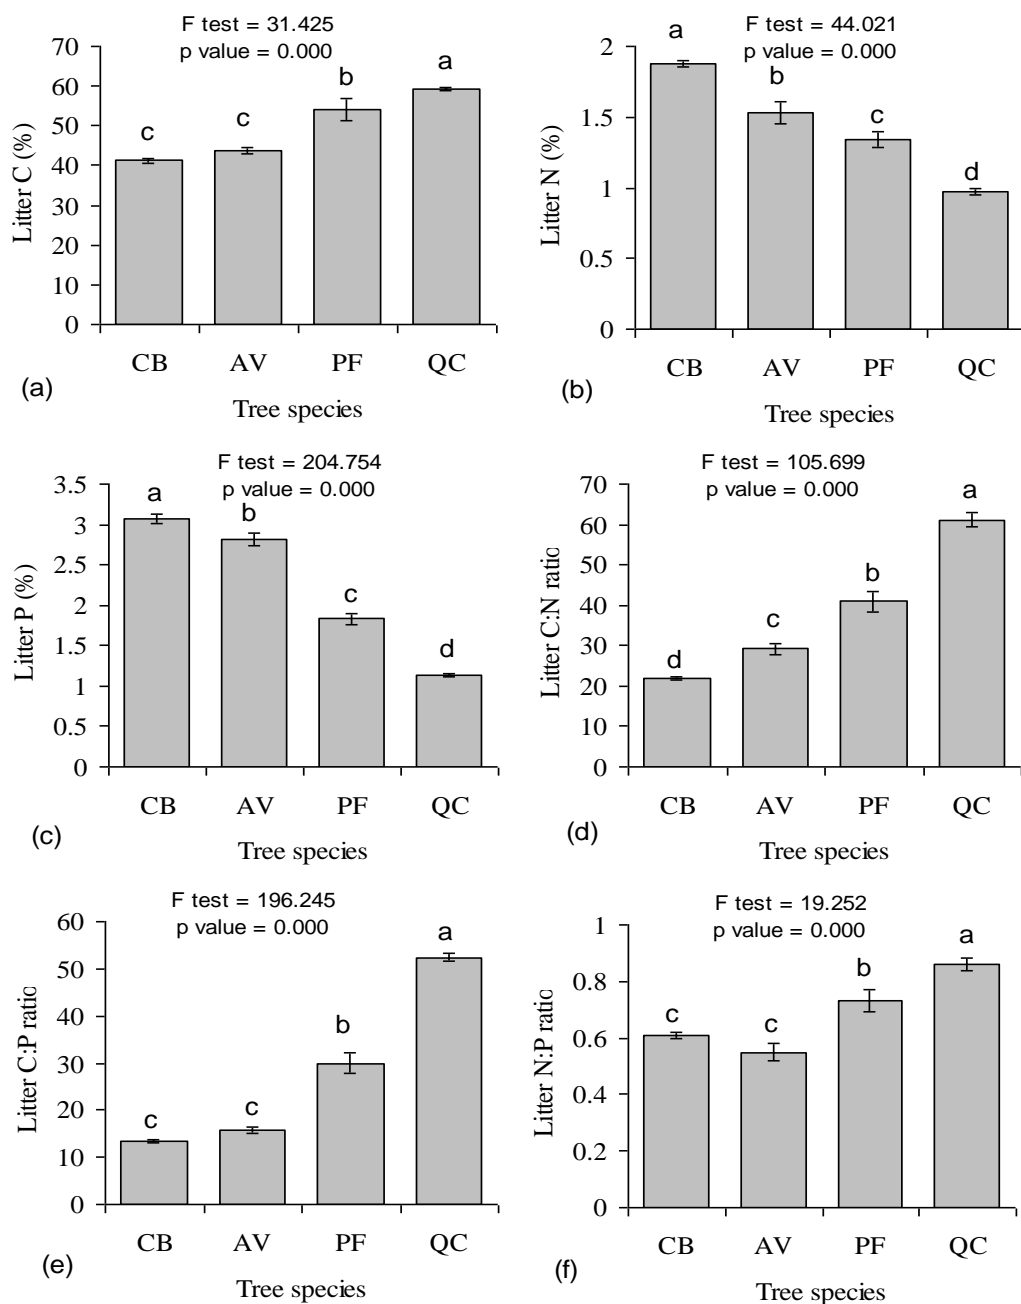 F test = 31.425
p value = 0.000
Litter C (%)
70
60
50
40
30
20
10
0
c
c
b
a
CB AV PF QC
(a)
Tree species
F test = 44.021
p value = 0.000
Litter N (%)
2
1.5
1
0.5
0
a
b
c
d
CB AV PF QC
(b)
Tree species
F test = 204.754
p value = 0.000
Litter P (%)
3.5
3
2.5
2
1.5
1
0.5
0
a
b
c
d
CB AV PF QC
(c)
Tree species
F test = 105.699
p value = 0.000
Litter C:N ratio
70
60
50
40
30
20
10
0
d
c
b
a
CB AV PF QC
(d)
Tree species
F test = 196.245
p value = 0.000
Litter C:P ratio
60
50
40
30
20
10
0
c
c
b
a
CB AV PF QC
(e)
Tree species
F test = 19.252
p value = 0.000
Litter N:P ratio
1
0.8
0.6
0.4
0.2
0
c
c
b
a
CB AV PF QC
(f)
Tree species